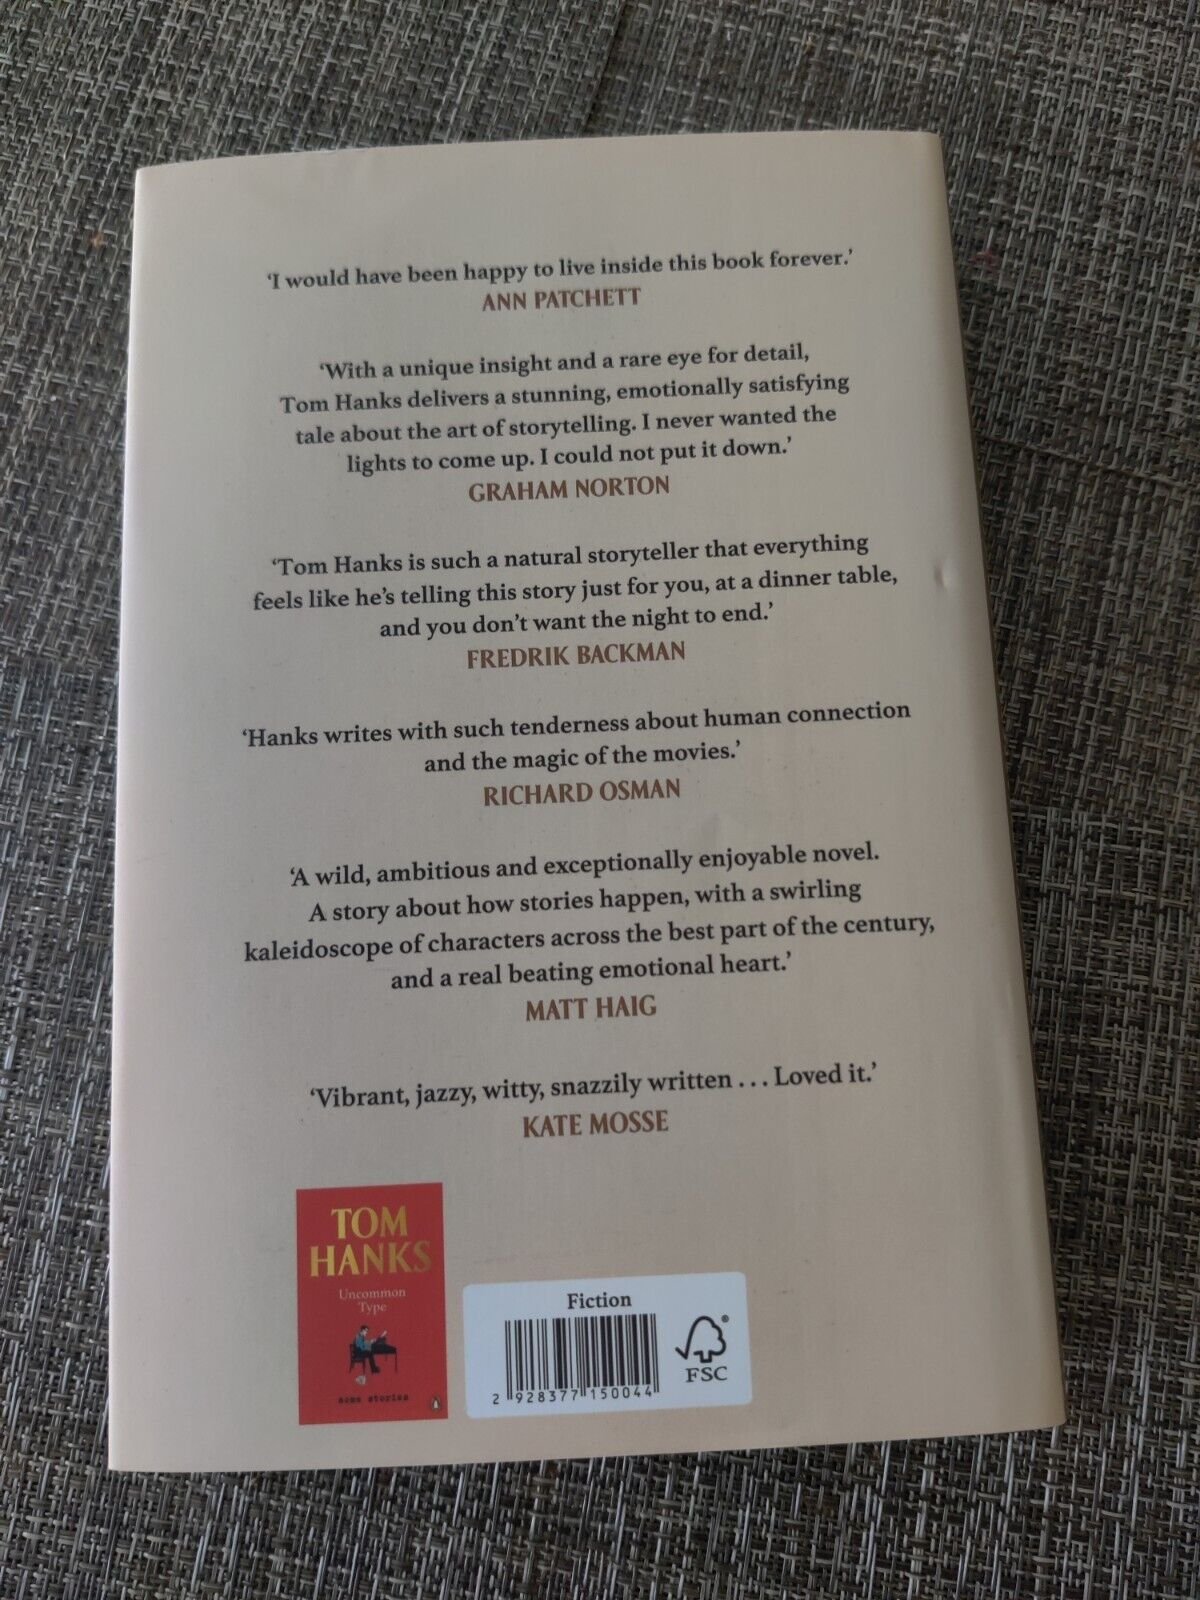 ‘I would have been happy to live inside this book forever.’
ANN PATCHETT
‘With a unique insight and a rare eye for detail,
Tom Hanks delivers a stunning, emotionally satisfying
tale about the art of storytelling. I never wanted the
lights to come up. I could not put it down.’
GRAHAM NORTON
‘Tom Hanks is such a natural storyteller that everything
feels like he’s telling this story just for you, at a dinner table,
and you don’t want the night to end.’
FREDRIK BACKMAN
‘Hanks writes with such tenderness about human connection
and the magic of the movies.’
RICHARD OSMAN
‘A wild, ambitious and exceptionally enjoyable novel.
A story about how stories happen, with a swirling
kaleidoscope of characters across the best part of the century,
and a real beating emotional heart.’
MATT HAIG
‘Vibrant, jazzy, witty, snazzily written . . . Loved it.’
KATE MOSSE
TOM
HANKS
Uncommon
Type
some stories
Fiction
2 928377 150044
®
FSC